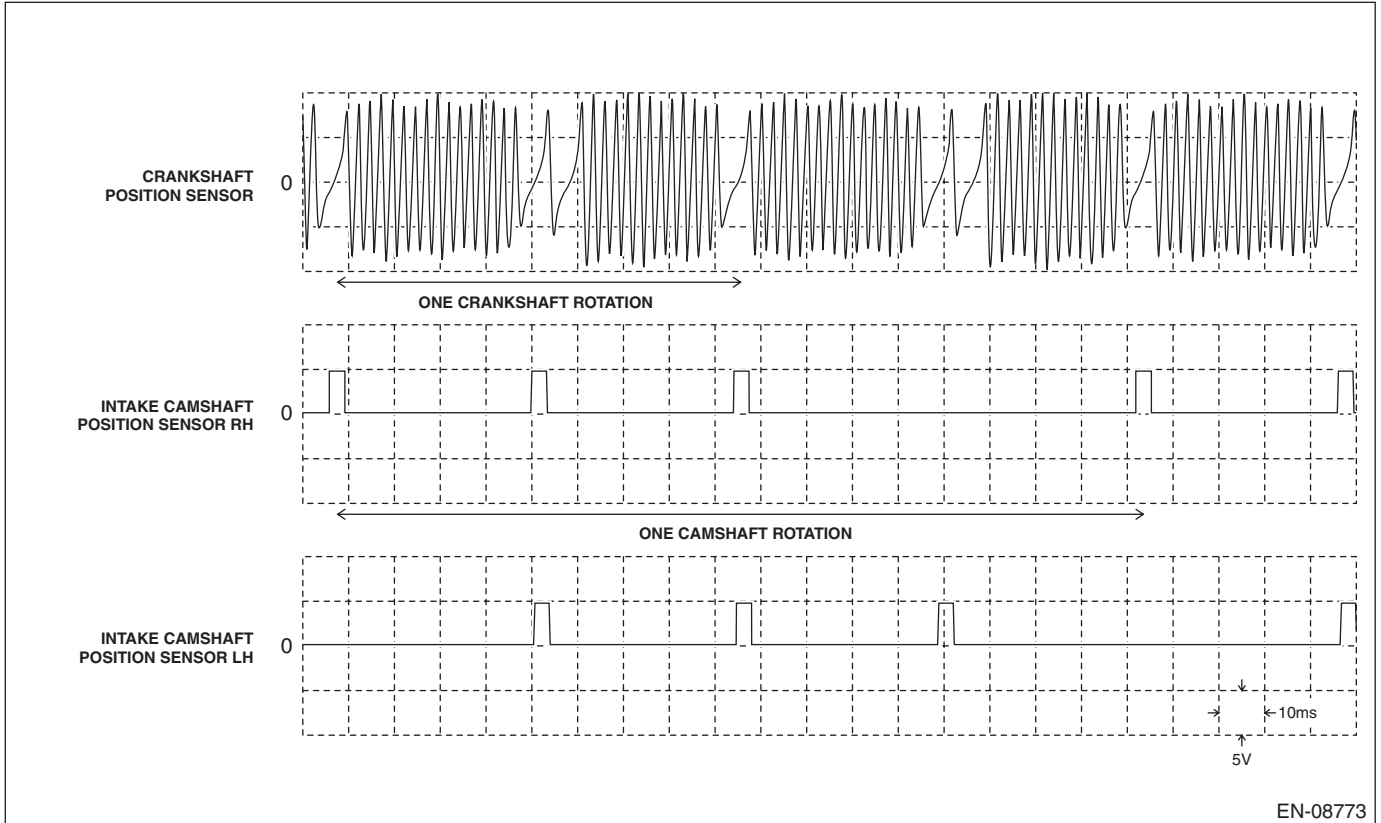 CRANKSHAFT
POSITION SENSOR
0
ONE CRANKSHAFT ROTATION
INTAKE CAMSHAFT
POSITION SENSOR RH
0
ONE CAMSHAFT ROTATION
INTAKE CAMSHAFT
POSITION SENSOR LH
0
10ms
5V
EN-08773